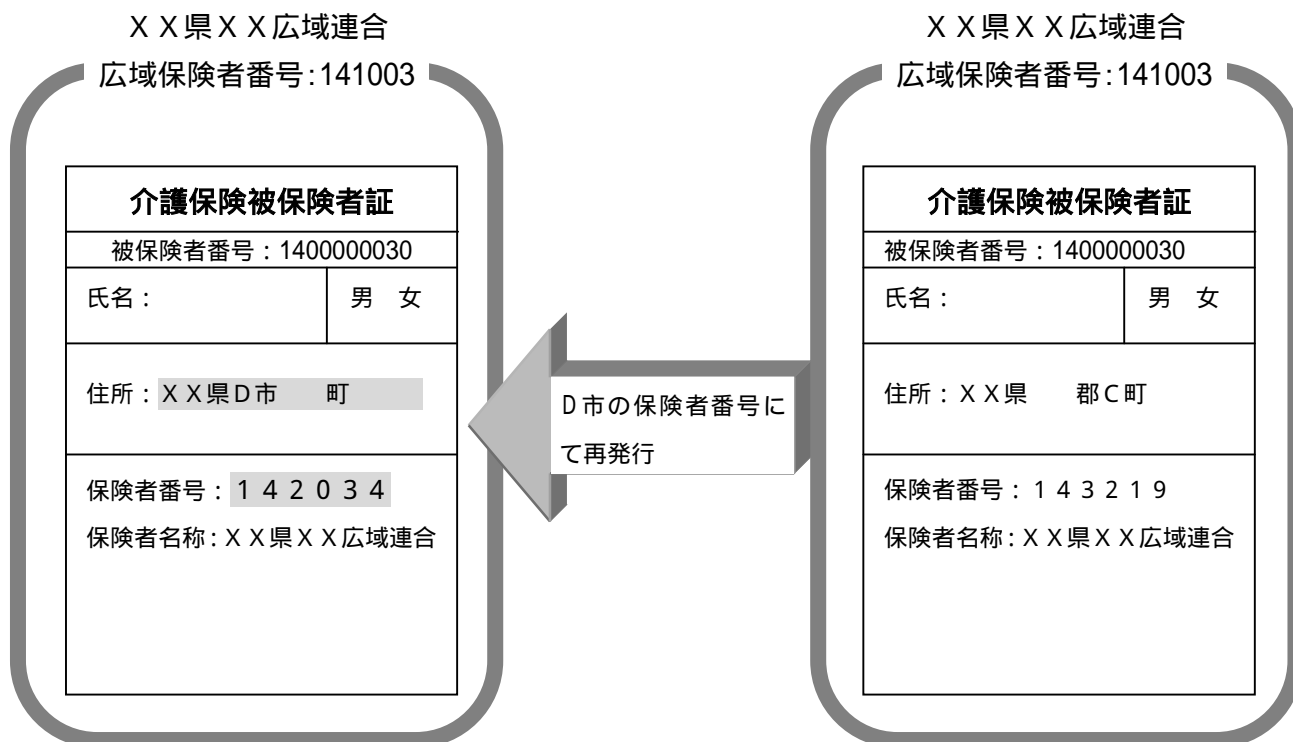 ＸＸ県ＸＸ広域連合
広域保険者番号:141003
介護保険被保険者証
被保険者番号：1400000030
氏名：
男　女
住所：ＸＸ県Ｄ市　　町
保険者番号：１４２０３４
保険者名称：ＸＸ県ＸＸ広域連合
Ｄ市の保険者番号に
て再発行
ＸＸ県ＸＸ広域連合
広域保険者番号:141003
介護保険被保険者証
被保険者番号：1400000030
氏名：
男　女
住所：ＸＸ県　　郡Ｃ町
保険者番号：１４３２１９
保険者名称：ＸＸ県ＸＸ広域連合